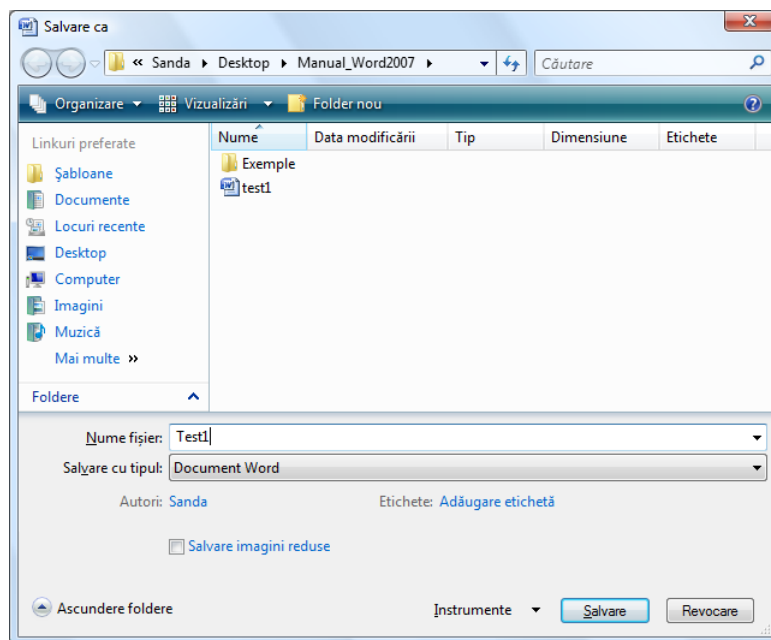 Salvare ca
« Sanda Desktop Manual_Word2007 Căutare
Organizare Vizualizări Folder nou
Linkuri preferate
Şabloane
Documente
Locuri recente
Desktop
Computer
Imagini
Muzică
Mai multe »
Foldere
Nume Data modificării Tip Dimensiune Etichete
Exemple
test1
Nume fişier: Test1
Salvare cu tipul: Document Word
Autori: Sanda Etichete: Adăugare etichetă
Salvare imagini reduse
Ascundere foldere Instrumente Salvare Revocare